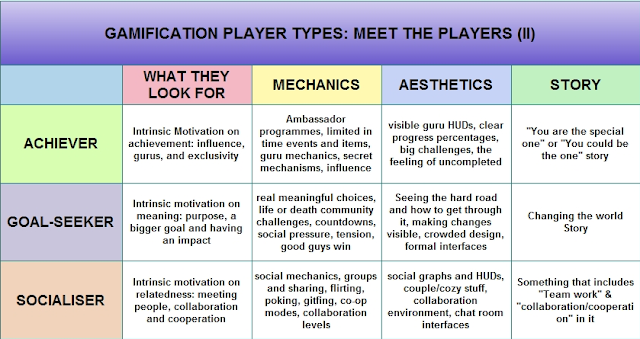 GAMIFICATION PLAYER TYPES: MEET THE PLAYERS (II)
WHAT THEY
LOOK FOR
MECHANICS
AESTHETICS
STORY
ACHIEVER
Intrinsic Motivation on
achievement: influence,
gurus, and exclusivity
Ambassador
programmes, limited in
time events and items,
guru mechanics, secret
mechanisms, influence
visible guru HUDs, clear
progress percentages,
big challenges, the
feeling of uncompleted
"You are the special
one" or "You could be
the one" story
GOAL-SEEKER
Intrinsic motivation on
meaning: purpose, a
bigger goal and having
an impact
real meaningful choices,
life or death community
challenges, countdowns,
social pressure, tension,
good guys win
Seeing the hard road
and how to get through
it, making changes
visible, crowded design,
formal interfaces
Changing the world
Story
SOCIALISER
Intrinsic motivation on
relatedness: meeting
people, collaboration
and cooperation
social mechanics, groups
and sharing, flirting,
poking, gitfing, co-op
modes, collaboration
levels
social graphs and HUDs,
couple/cozy stuff,
collaboration
environment, chat room
interfaces
Something that includes
"Team work" &
"collaboration/cooperati
on" in it